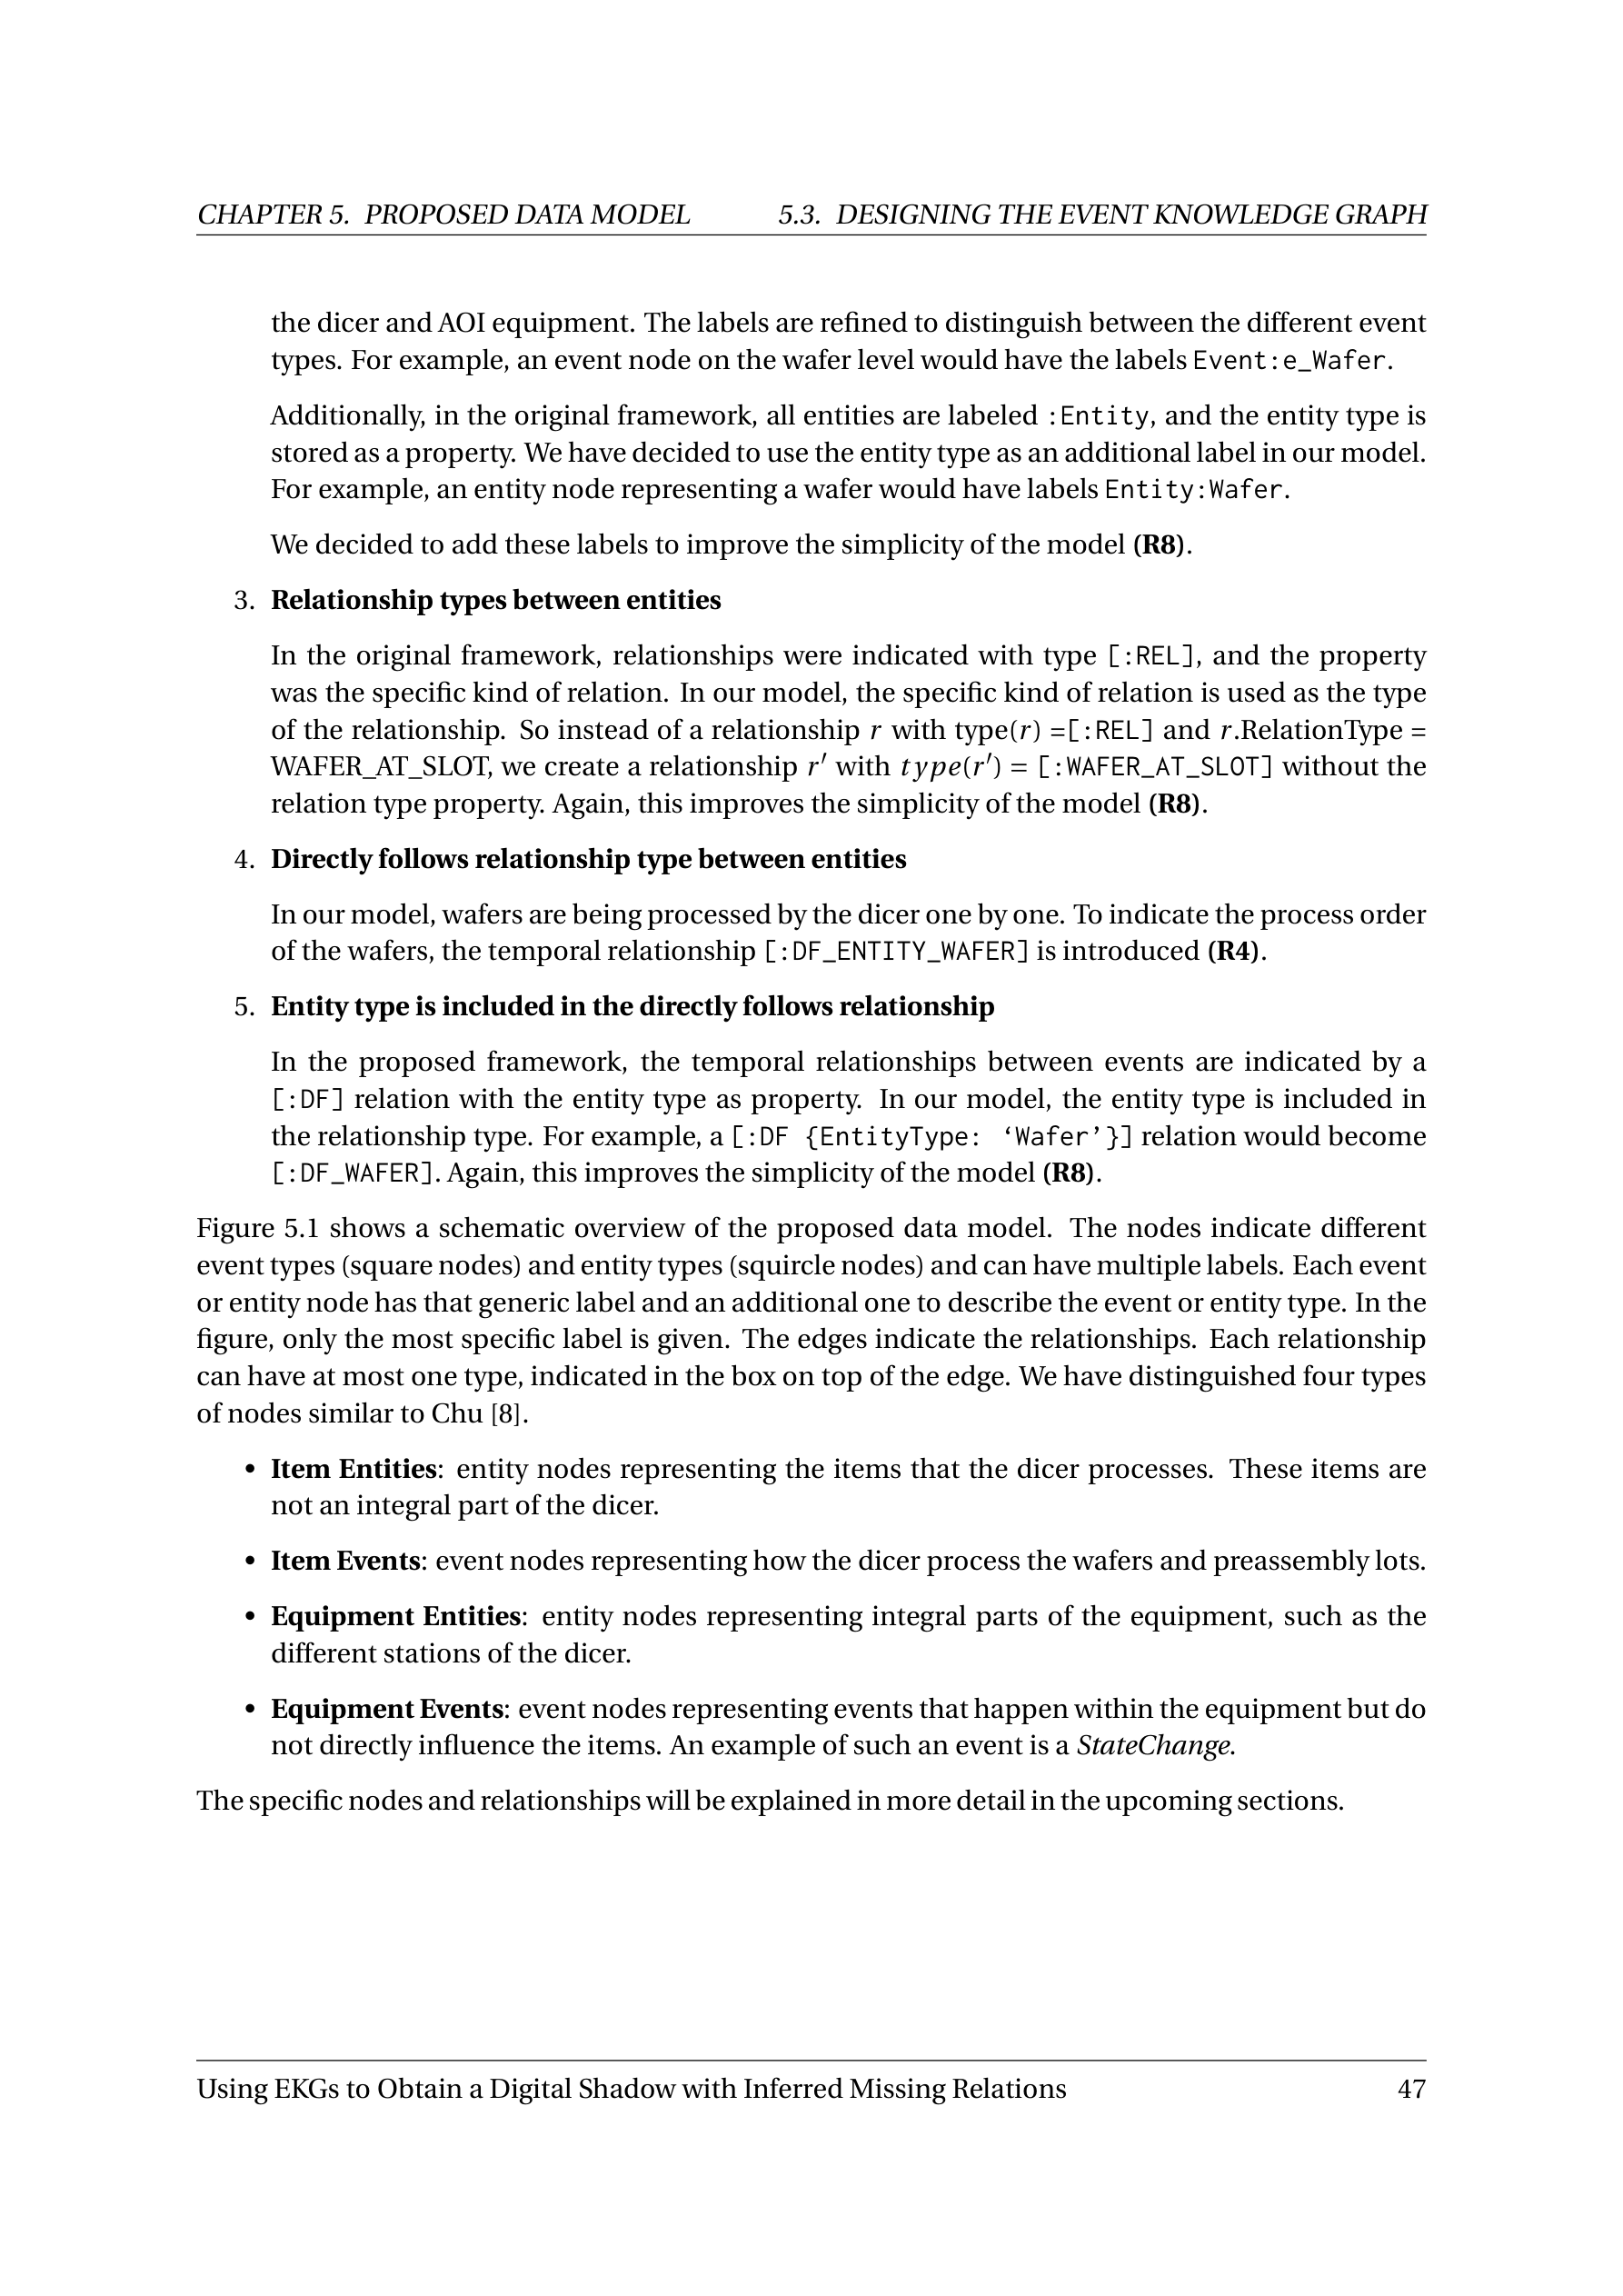 CHAPTER 5. PROPOSED DATA MODEL 5.3. DESIGNING THE EVENT KNOWLEDGE GRAPH
the dicer and AOI equipment. The labels are refined to distinguish between the different event
types. For example, an event node on the wafer level would have the labels Event:e_Wafer.
Additionally, in the original framework, all entities are labeled :Entity, and the entity type is
stored as a property. We have decided to use the entity type as an additional label in our model.
For example, an entity node representing a wafer would have labels Entity:Wafer.
We decided to add these labels to improve the simplicity of the model (R8).
3. Relationship types between entities
In the original framework, relationships were indicated with type [:REL], and the property
was the specific kind of relation. In our model, the specific kind of relation is used as the type
of the relationship. So instead of a relationship r with type(r) =[:REL] and r.RelationType =
WAFER_AT_SLOT, we create a relationship r′ with type(r′) = [:WAFER_AT_SLOT] without the
relation type property. Again, this improves the simplicity of the model (R8).
4. Directly follows relationship type between entities
In our model, wafers are being processed by the dicer one by one. To indicate the process order
of the wafers, the temporal relationship [:DF_ENTITY_WAFER] is introduced (R4).
5. Entity type is included in the directly follows relationship
In the proposed framework, the temporal relationships between events are indicated by a
[:DF] relation with the entity type as property. In our model, the entity type is included in
the relationship type. For example, a [:DF {EntityType: ‘Wafer’}] relation would become
[:DF_WAFER]. Again, this improves the simplicity of the model (R8).
Figure 5.1 shows a schematic overview of the proposed data model. The nodes indicate different
event types (square nodes) and entity types (squircle nodes) and can have multiple labels. Each event
or entity node has that generic label and an additional one to describe the event or entity type. In the
figure, only the most specific label is given. The edges indicate the relationships. Each relationship
can have at most one type, indicated in the box on top of the edge. We have distinguished four types
of nodes similar to Chu [8].
• Item Entities: entity nodes representing the items that the dicer processes. These items are
not an integral part of the dicer.
• Item Events: event nodes representing how the dicer process the wafers and preassembly lots.
• Equipment Entities: entity nodes representing integral parts of the equipment, such as the
different stations of the dicer.
• Equipment Events: event nodes representing events that happen within the equipment but do
not directly influence the items. An example of such an event is a StateChange.
The specific nodes and relationships will be explained in more detail in the upcoming sections.
Using EKGs to Obtain a Digital Shadow with Inferred Missing Relations 47